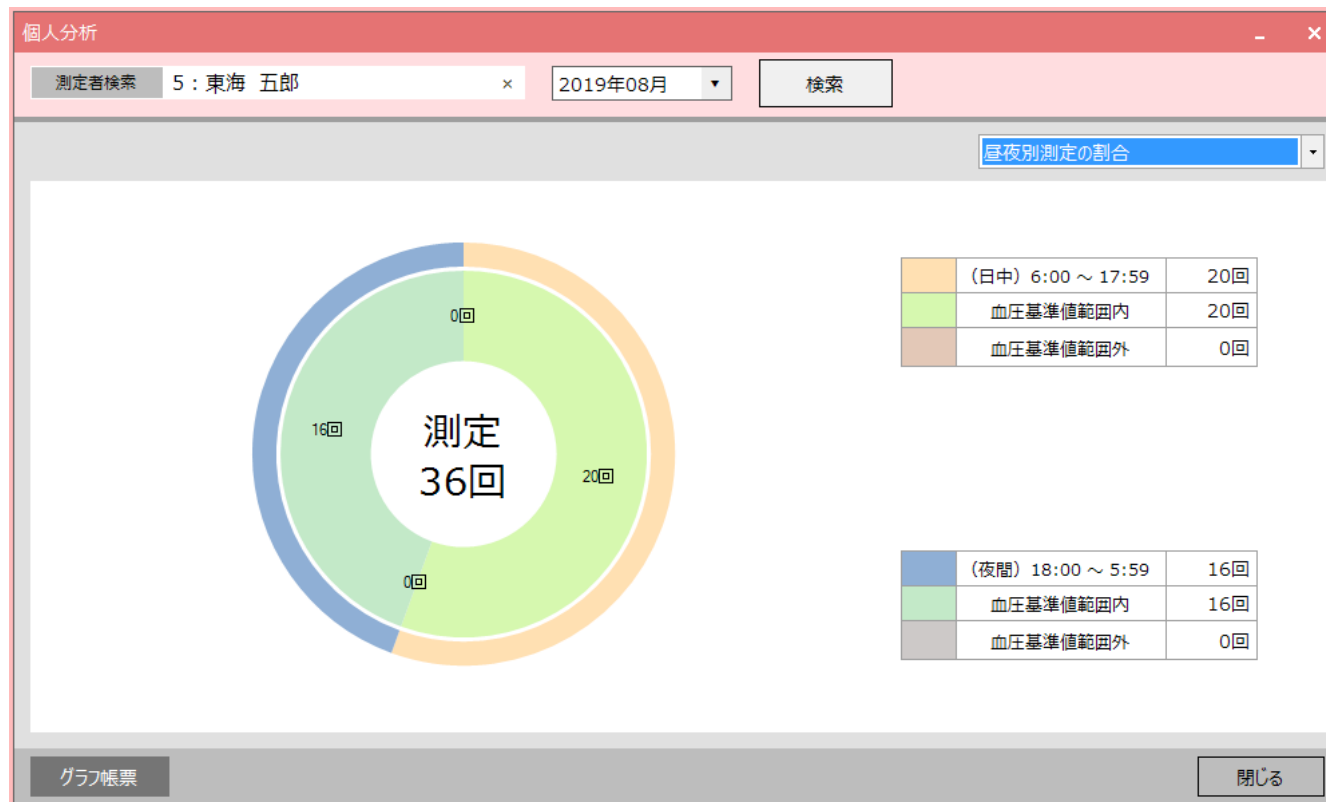 個人分析
測定者検索 5：東海 五郎 × 2019年08月 ▼ 検索
昼夜別測定の割合
0回
16回
測定
36回
20回
0回
（日中）6:00 ～ 17:59 20回
血圧基準値範囲内 20回
血圧基準値範囲外 0回
（夜間）18:00 ～ 5:59 16回
血圧基準値範囲内 16回
血圧基準値範囲外 0回
グラフ帳票 閉じる